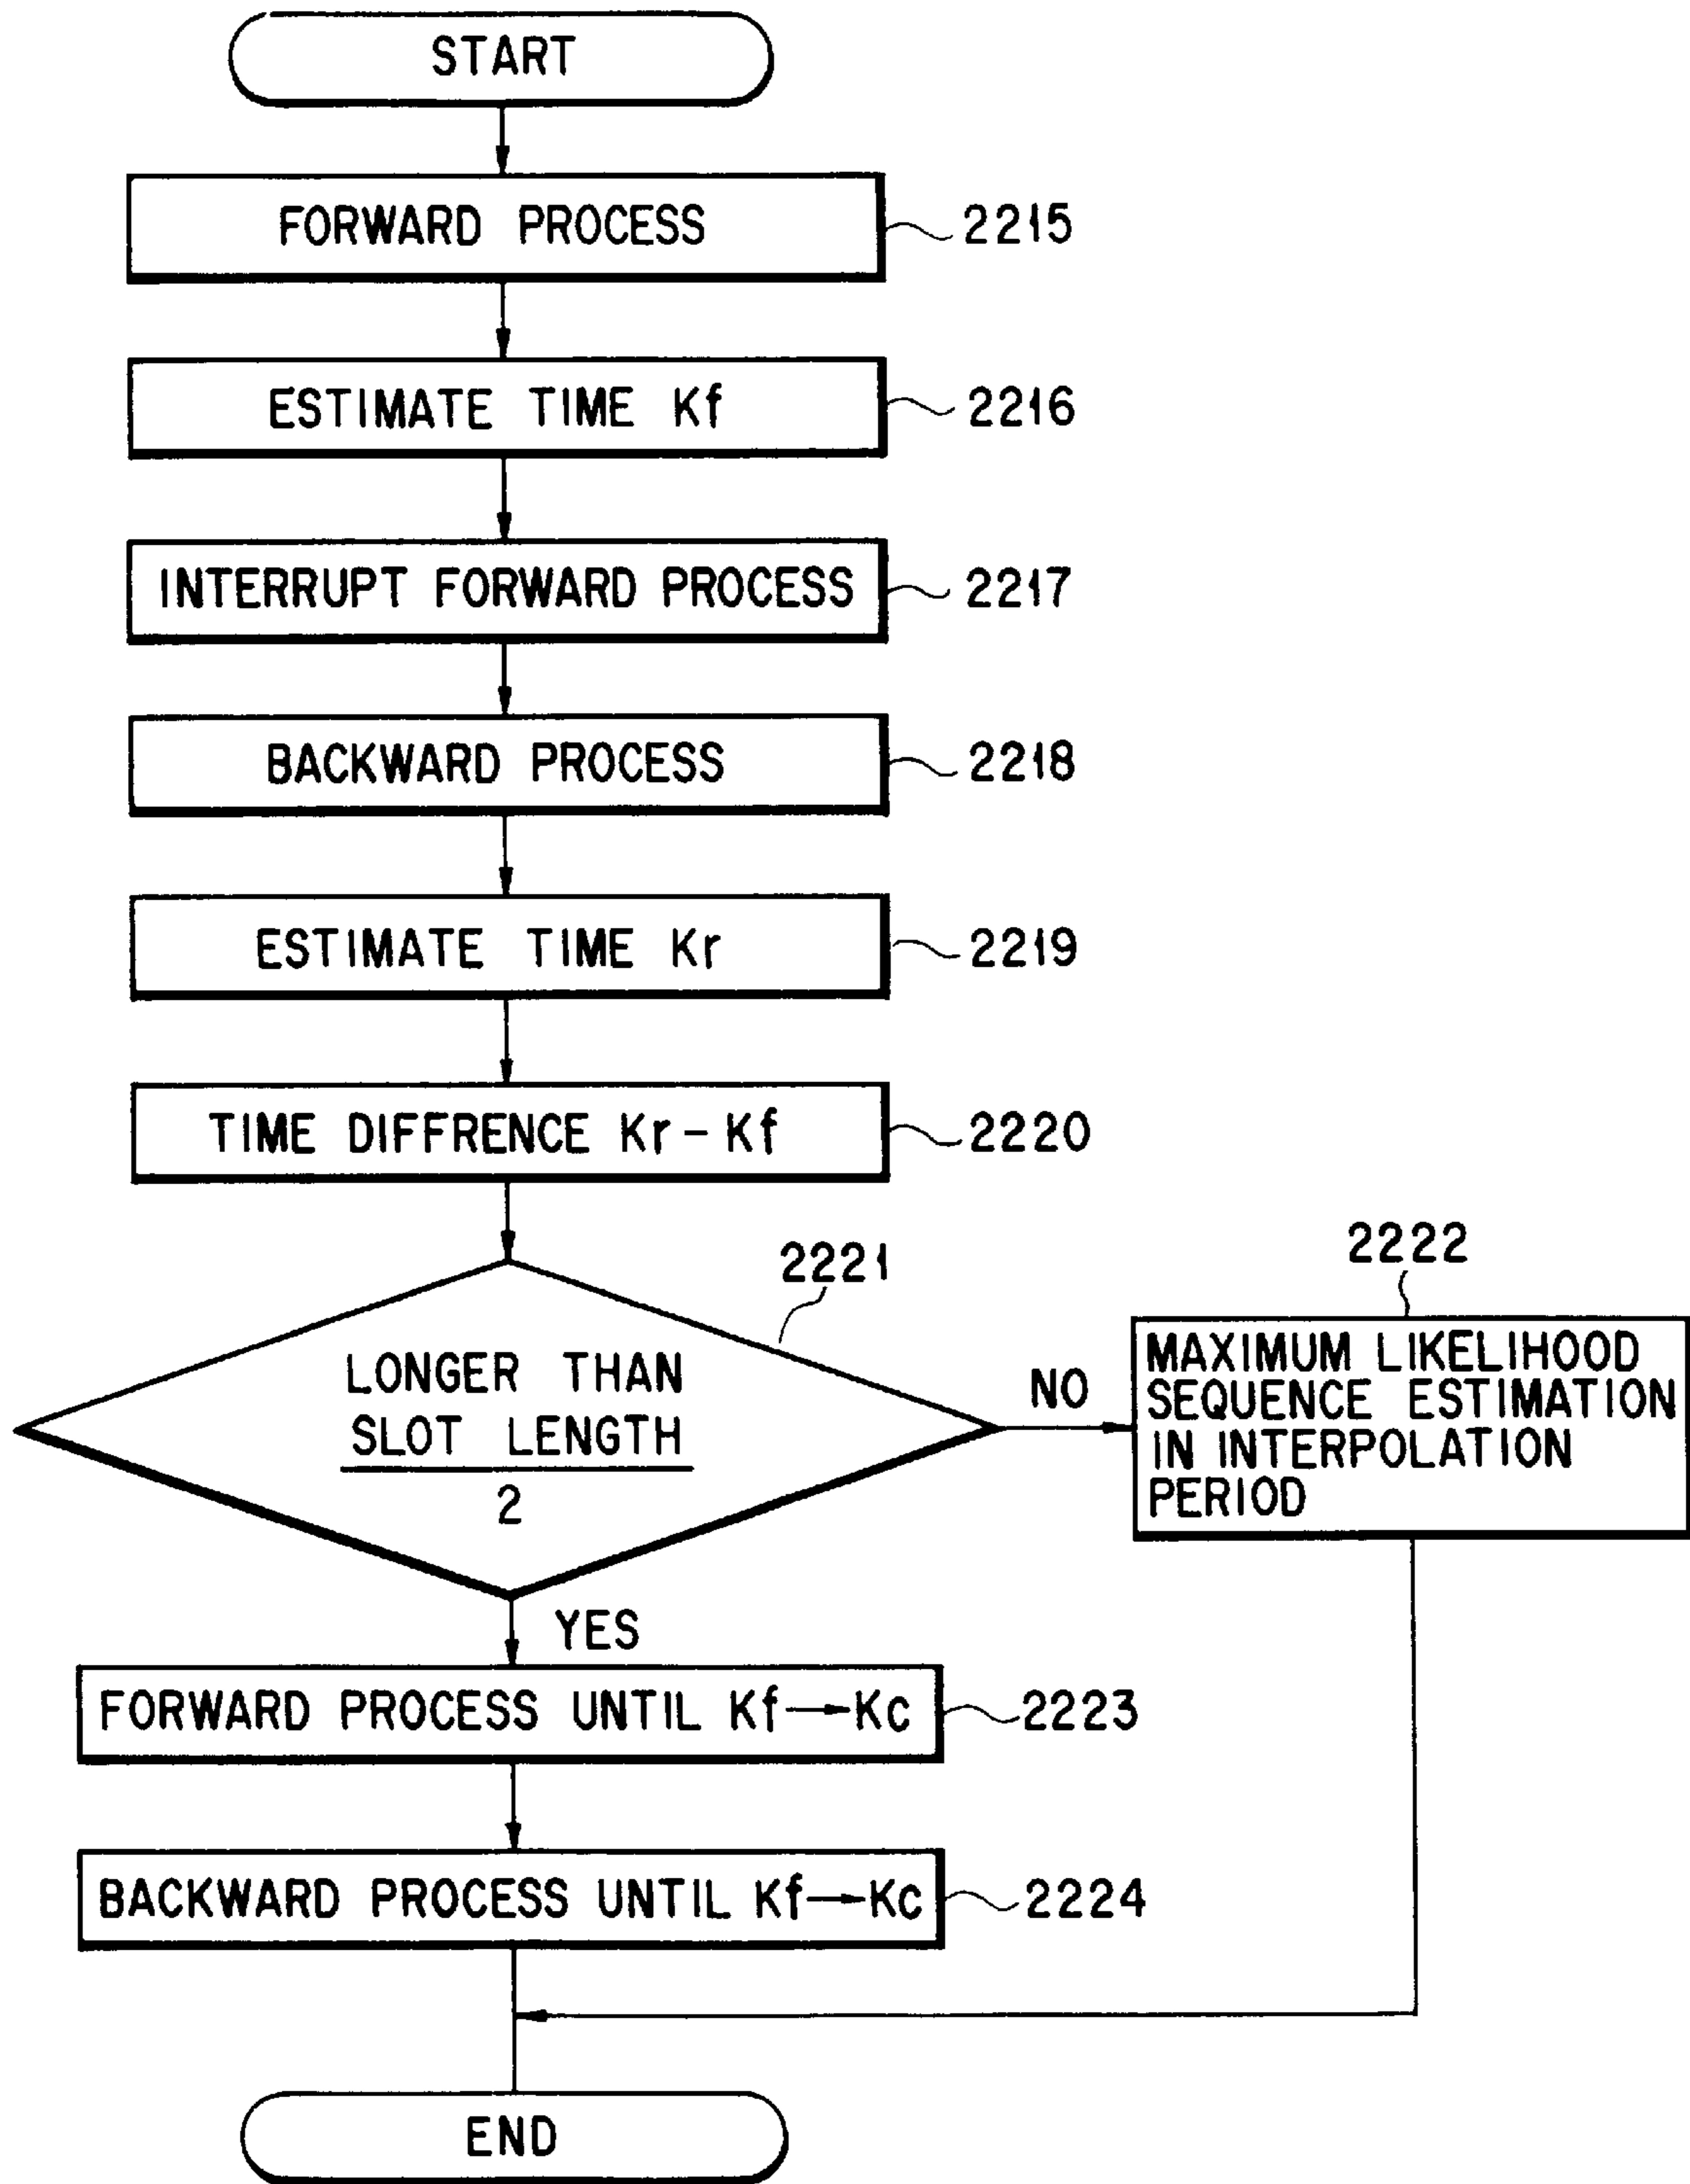 START
FORWARD PROCESS
2215
ESTIMATE TIME Kf
2216
INTERRUPT FORWARD PROCESS
2217
BACKWARD PROCESS
2218
ESTIMATE TIME Kr
2219
TIME DIFFRENCE Kr - Kf
2220
2221
LONGER THAN
SLOT LENGTH
2
NO
2222
MAXIMUM LIKELIHOOD
SEQUENCE ESTIMATION
IN INTERPOLATION
PERIOD
YES
FORWARD PROCESS UNTIL Kf→Kc
2223
BACKWARD PROCESS UNTIL Kf→Kc
2224
END